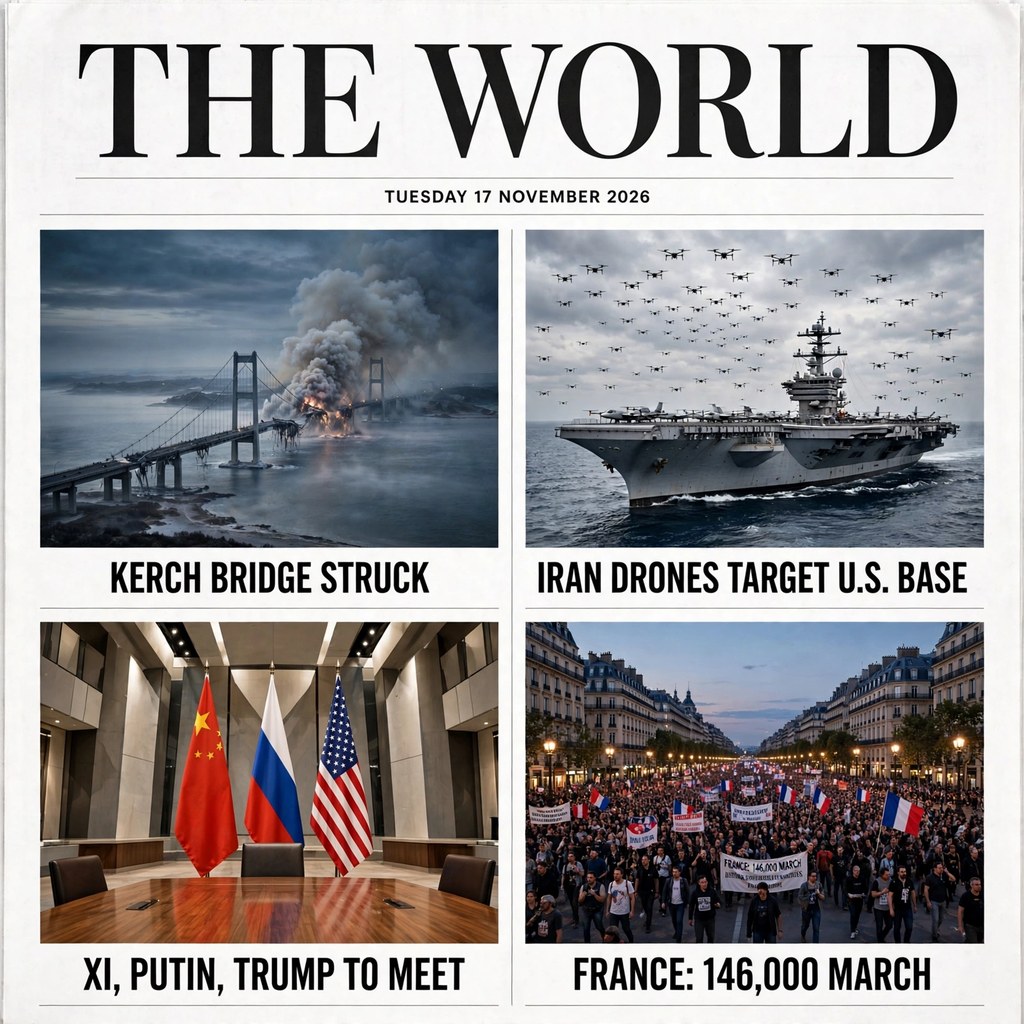 THE WORLD
TUESDAY 17 NOVEMBER 2026
KERCH BRIDGE STRUCK
IRAN DRONES TARGET U.S. BASE
XI, PUTIN, TRUMP TO MEET
FRANCE: 146,000 MARCH
FRANCE: 146,000 MARCH